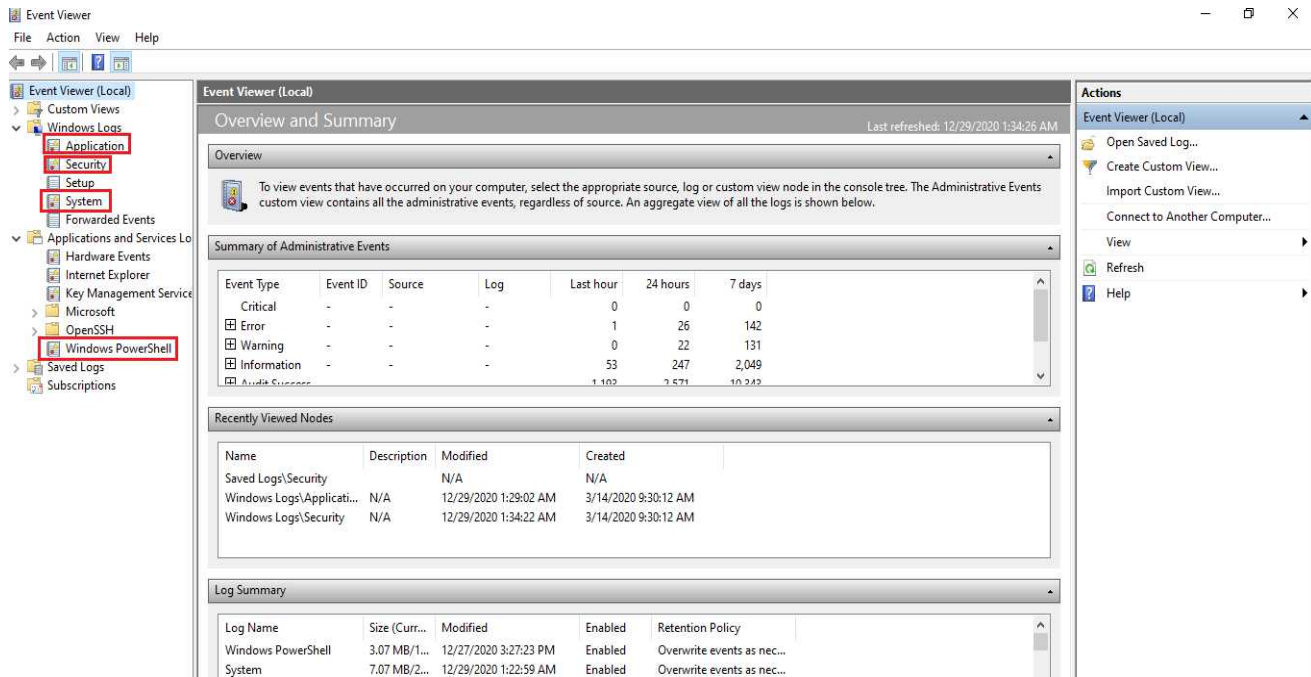 Event Viewer
File Action View Help
Event Viewer (Local)
Custom Views
Windows Logs
Application
Security
Setup
System
Forwarded Events
Applications and Services Lo
Hardware Events
Internet Explorer
Key Management Service
Microsoft
OpenSSH
Windows PowerShell
Saved Logs
Subscriptions
Event Viewer (Local)
Overview and Summary Last refreshed: 12/29/2020 1:34:26 AM
Overview
To view events that have occurred on your computer, select the appropriate source, log or custom view node in the console tree. The Administrative Events
custom view contains all the administrative events, regardless of source. An aggregate view of all the logs is shown below.
Summary of Administrative Events
Event Type Event ID Source Log Last hour 24 hours 7 days
Critical - - - 0 0 0
Error - - - 1 26 142
Warning - - - 0 22 131
Information - - - 53 247 2,049
Audit Success 1,193 2,571 10,243
Recently Viewed Nodes
Name Description Modified Created
Saved Logs\Security N/A N/A
Windows Logs\Applicati... N/A 12/29/2020 1:29:02 AM 3/14/2020 9:30:12 AM
Windows Logs\Security N/A 12/29/2020 1:34:22 AM 3/14/2020 9:30:12 AM
Log Summary
Log Name Size (Curr... Modified Enabled Retention Policy
Windows PowerShell 3.07 MB/1... 12/27/2020 3:27:23 PM Enabled Overwrite events as nec...
System 7.07 MB/2... 12/29/2020 1:22:59 AM Enabled Overwrite events as nec...
Actions
Event Viewer (Local)
Open Saved Log...
Create Custom View...
Import Custom View...
Connect to Another Computer...
View
Refresh
Help